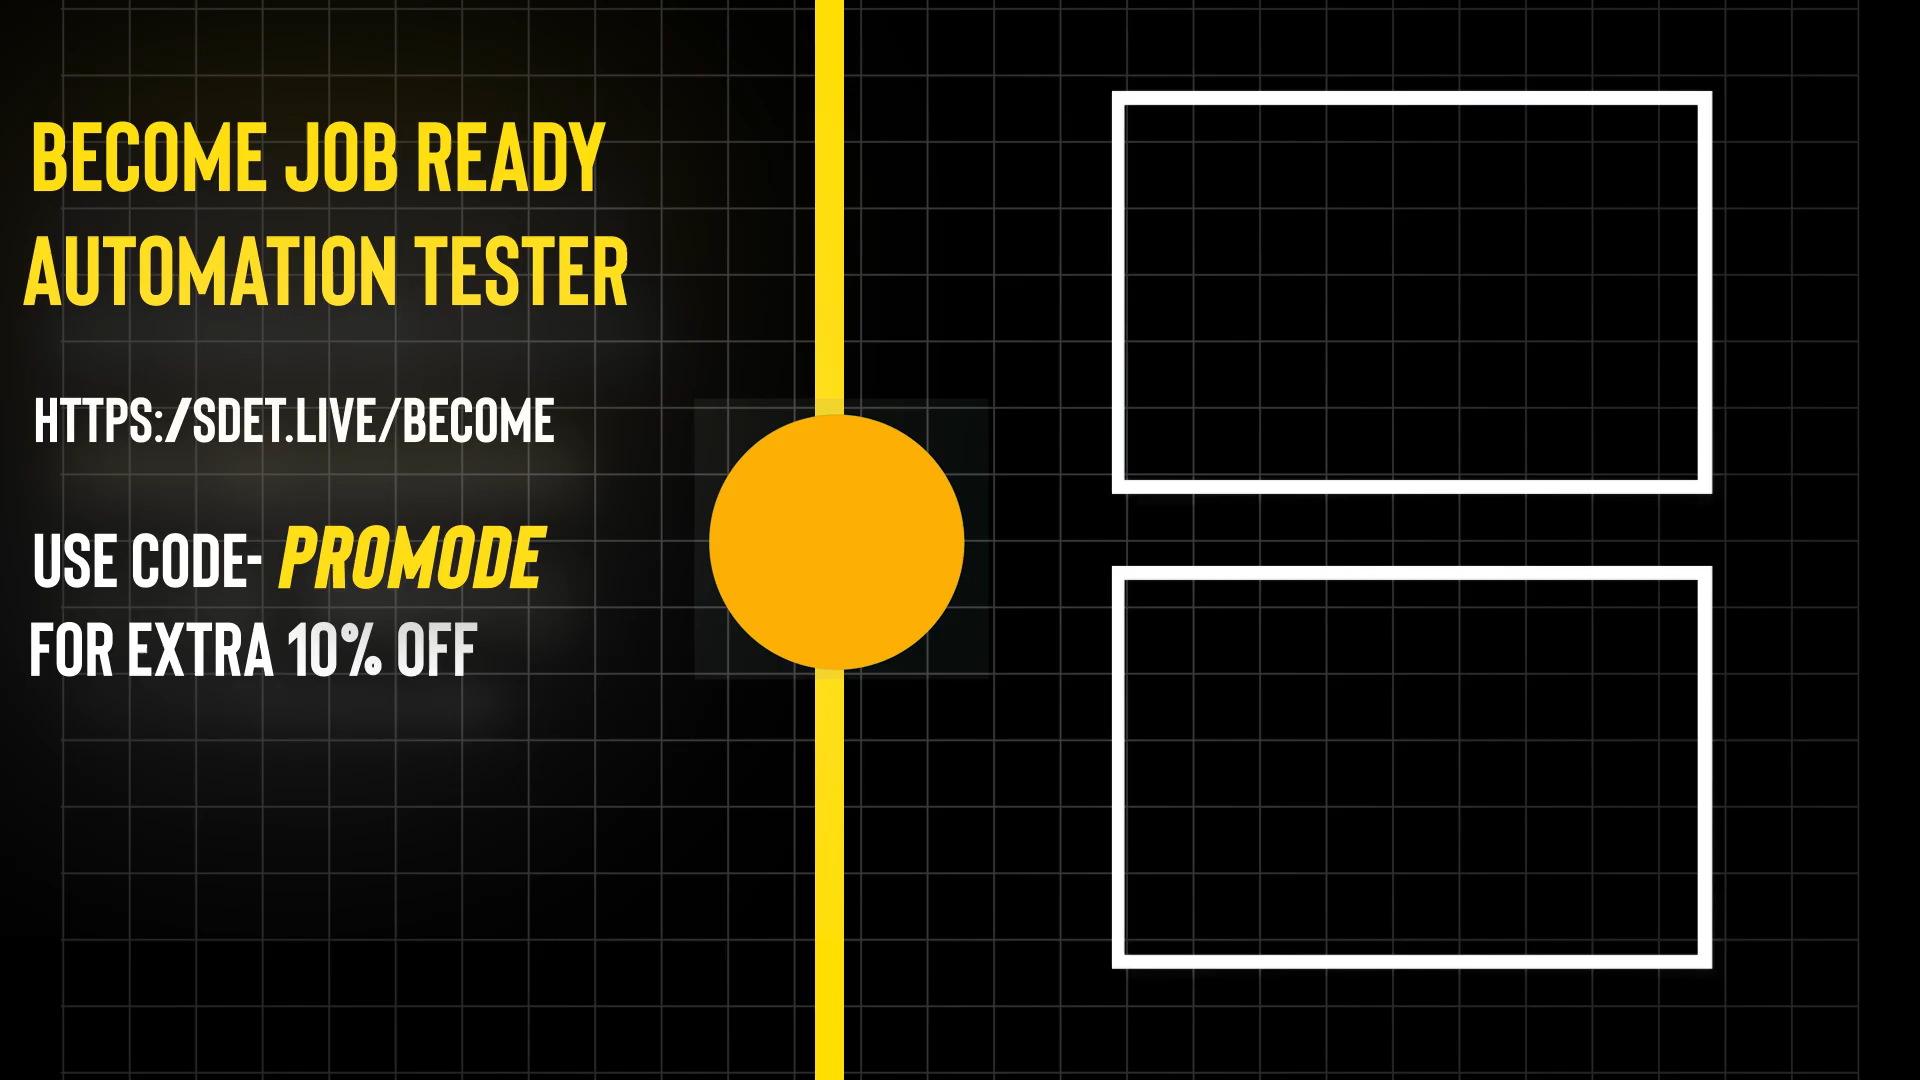 BECOME JOB READY
AUTOMATION TESTER
HTTPS://SDET.LIVE/BECOME
USE CODE- PROMODE
FOR EXTRA 10% OFF